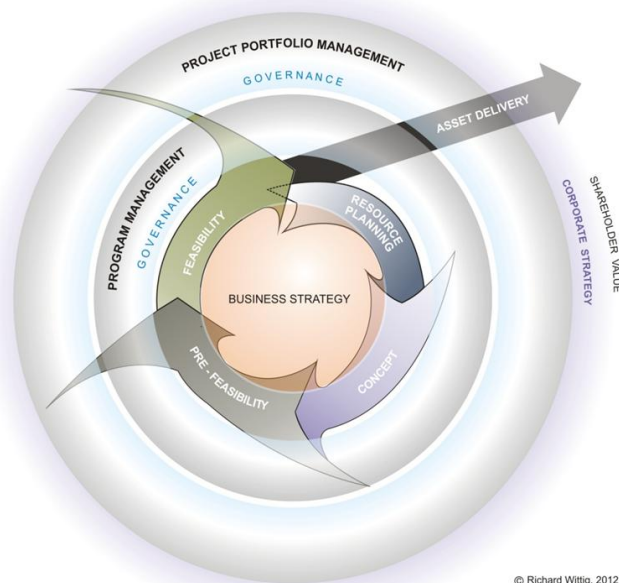 PROJECT PORTFOLIO MANAGEMENT
GOVERNANCE
ASSET DELIVERY
PROGRAM MANAGEMENT
GOVERNANCE
FEASIBILITY
RESOURCE
PLANNING
SHAREHOLDER VALUE
CORPORATE STRATEGY
BUSINESS STRATEGY
PRE - FEASIBILITY
CONCEPT
© Richard Wittig, 2012